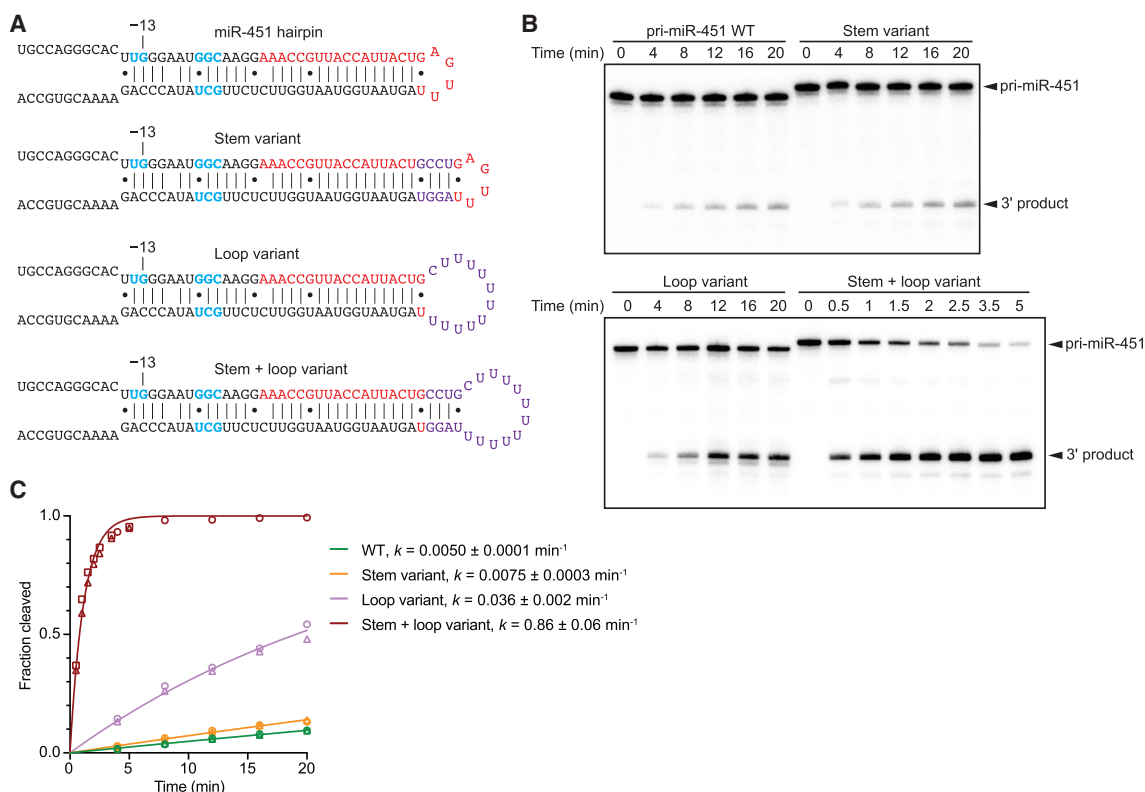 A
−13
miR-451 hairpin
UGCCAGGGCAC
UUGGGAAUGGCAAGGAAACCGUUACCAUUACUG
A
G
U
U
ACCGUGCAAAA
GACCCAUAUCGUUCUCUUGGUAAUGGUAAUGAU
−13
Stem variant
UGCCAGGGCAC
UUGGGAAUGGCAAGGAAACCGUUACCAUUACUGCCUG
A
G
U
U
ACCGUGCAAAA
GACCCAUAUCGUUCUCUUGGUAAUGGUAAUGAUGGAU
−13
Loop variant
UGCCAGGGCAC
UUGGGAAUGGCAAGGAAACCGUUACCAUUACUG
CUUUUUUUUUUU
ACCGUGCAAAA
GACCCAUAUCGUUCUCUUGGUAAUGGUAAUGAU
−13
Stem + loop variant
UGCCAGGGCAC
UUGGGAAUGGCAAGGAAACCGUUACCAUUACUGCCUG
CUUUUUUUUUUU
ACCGUGCAAAA
GACCCAUAUCGUUCUCUUGGUAAUGGUAAUGAUGGAU
B
pri-miR-451 WT
Stem variant
Time (min) 0 4 8 12 16 20 0 4 8 12 16 20
pri-miR-451
3' product
Loop variant
Stem + loop variant
Time (min) 0 4 8 12 16 20 0 0.5 1 1.5 2 2.5 3.5 5
pri-miR-451
3' product
C
Fraction cleaved
1.0
0.5
0.0
0 5 10 15 20
Time (min)
WT, k = 0.0050 ± 0.0001 min-1
Stem variant, k = 0.0075 ± 0.0003 min-1
Loop variant, k = 0.036 ± 0.002 min-1
Stem + loop variant, k = 0.86 ± 0.06 min-1